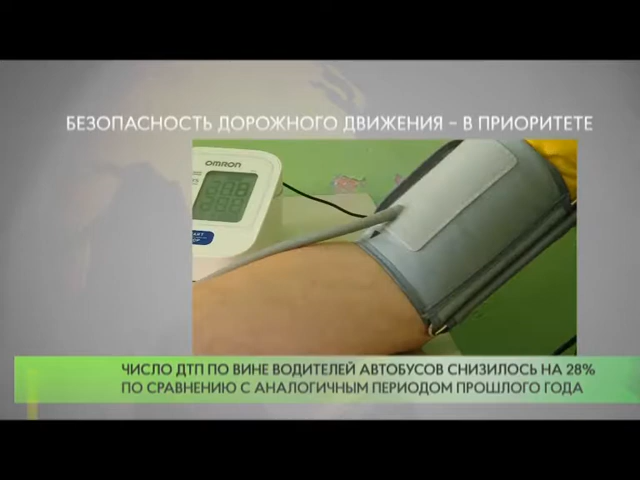 БЕЗОПАСНОСТЬ ДОРОЖНОГО ДВИЖЕНИЯ – В ПРИОРИТЕТЕ
OMRON
ЧИСЛО ДТП ПО ВИНЕ ВОДИТЕЛЕЙ АВТОБУСОВ СНИЗИЛОСЬ НА 28%
ПО СРАВНЕНИЮ С АНАЛОГИЧНЫМ ПЕРИОДОМ ПРОШЛОГО ГОДА